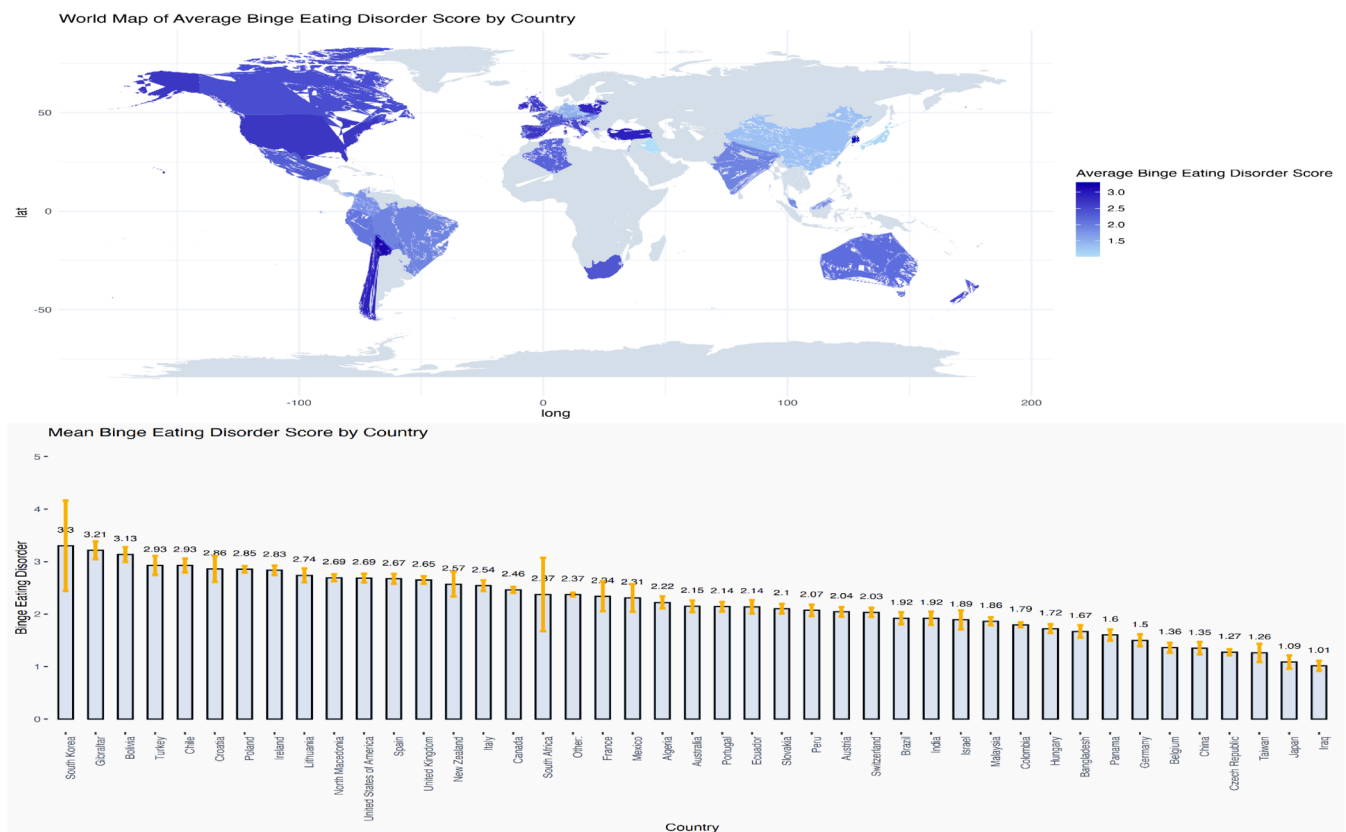 World Map of Average Binge Eating Disorder Score by Country
50
0
-50
lat
-100
0
100
200
long
Average Binge Eating Disorder Score
3.0
2.5
2.0
1.5
Mean Binge Eating Disorder Score by Country
5
4
3
2
1
0
Binge Eating Disorder
3.3 3.21 3.13 2.93 2.93 2.86 2.85 2.83 2.74 2.69 2.69 2.67 2.65 2.57 2.54 2.46 2.37 2.37 2.34 2.31 2.22 2.15 2.14 2.14 2.1 2.07 2.04 2.03 1.92 1.92 1.89 1.86 1.79 1.72 1.67 1.6 1.5 1.36 1.35 1.27 1.26 1.09 1.01
South Korea
Gibraltar
Bolivia
Turkey
Chile
Croatia
Poland
Ireland
Lithuania
North Macedonia
United States of America
Spain
United Kingdom
New Zealand
Italy
Canada
South Africa
Other:
France
Mexico
Algeria
Australia
Portugal
Ecuador
Slovakia
Peru
Austria
Switzerland
Brazil
India
Israel
Malaysia
Colombia
Hungary
Bangladesh
Panama
Germany
Belgium
China
Czech Republic
Taiwan
Japan
Iraq
Country